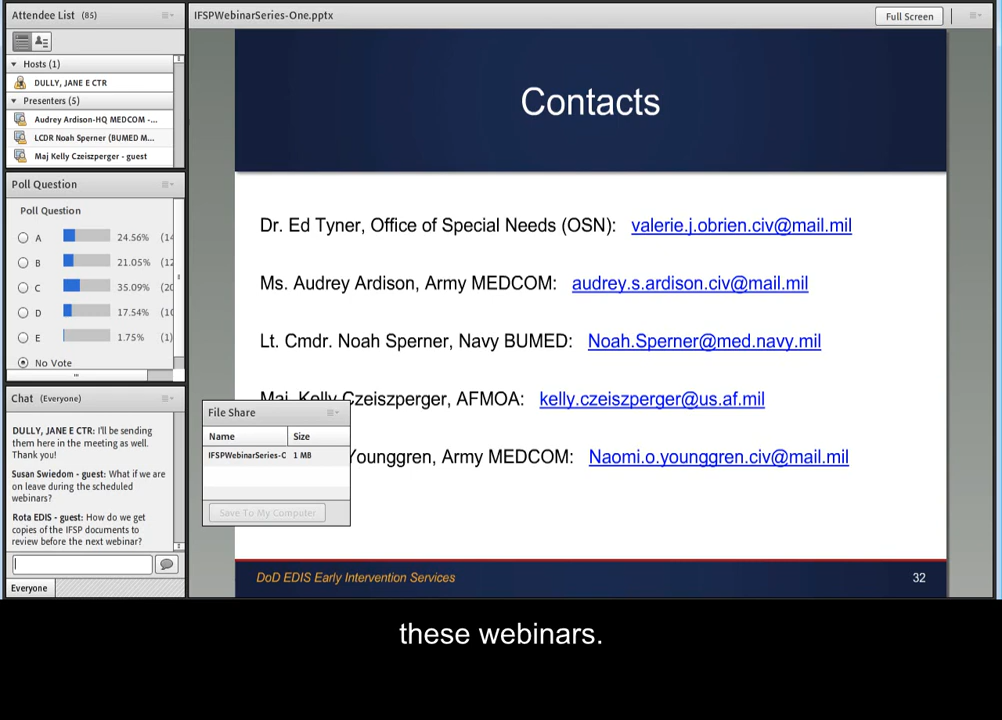 Attendee List (85)
Hosts (1)
DULLY, JANE E CTR
Presenters (5)
Audrey Ardison-HQ MEDCOM -...
LCDR Noah Sperner (BUMED M...
Maj Kelly Czeiszperger - guest
Poll Question
Poll Question
A 24.56% (14
B 21.05% (12
C 35.09% (20
D 17.54% (10
E 1.75% (1)
No Vote
Chat (Everyone)
DULLY, JANE E CTR: I'll be sending
them here in the meeting as well.
Thank you!
Susan Swiedom - guest: What if we are
on leave during the scheduled
webinars?
Rota EDIS - guest: How do we get
copies of the IFSP documents to
review before the next webinar?
Everyone
IFSPWebinarSeries-One.pptx
Full Screen
Contacts
Dr. Ed Tyner, Office of Special Needs (OSN): valerie.j.obrien.civ@mail.mil
Ms. Audrey Ardison, Army MEDCOM: audrey.s.ardison.civ@mail.mil
Lt. Cmdr. Noah Sperner, Navy BUMED: Noah.Sperner@med.navy.mil
Maj. Kelly Czeiszperger, AFMOA: kelly.czeiszperger@us.af.mil
Younggren, Army MEDCOM: Naomi.o.younggren.civ@mail.mil
File Share
Name Size
IFSPWebinarSeries-C 1 MB
Save To My Computer
DoD EDIS Early Intervention Services
32
these webinars.